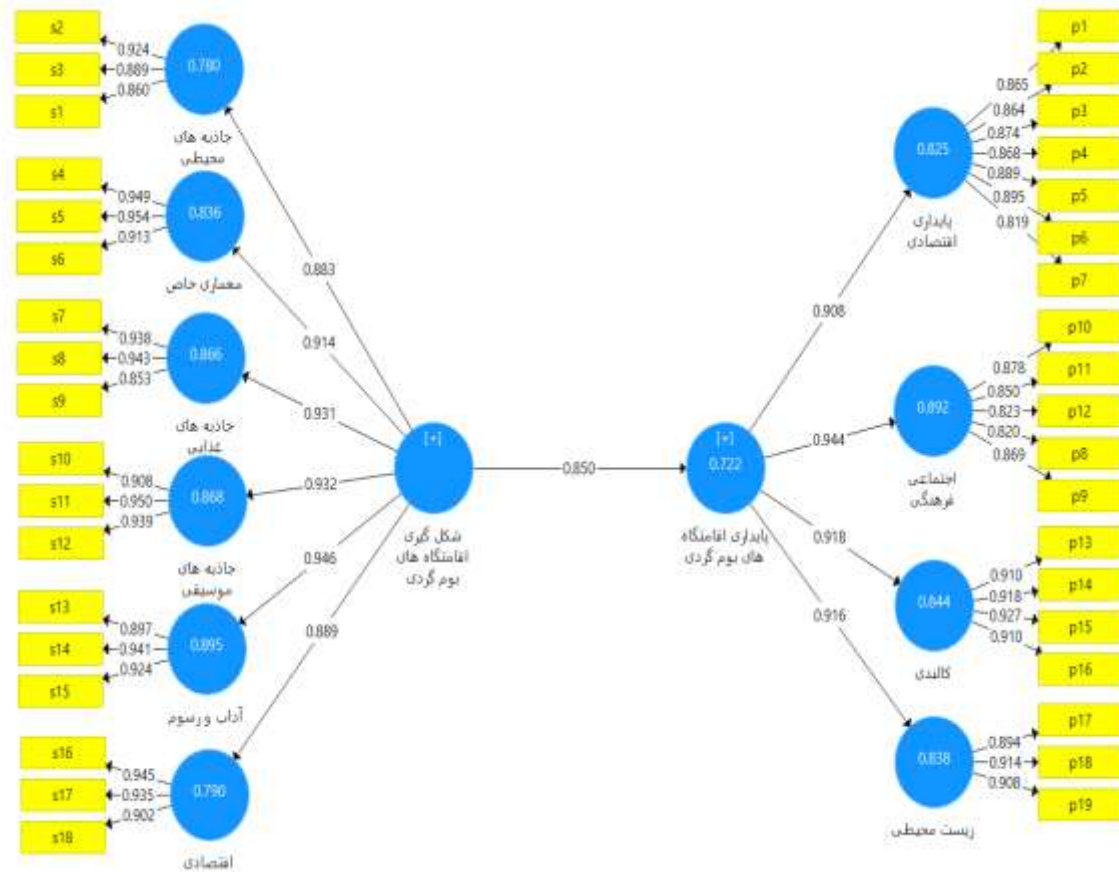 s2
s3
s1
0.924
0.889
0.860
0.780
جاذبه های
محیطی
s4
s5
s6
0.949
0.954
0.913
0.836
معماری خاص
s7
s8
s9
0.938
0.943
0.853
0.866
جاذبه های
غذایی
s10
s11
s12
0.908
0.950
0.939
0.868
جاذبه های
موسیقی
s13
s14
s15
0.897
0.941
0.924
0.895
آداب و رسوم
s16
s17
s18
0.945
0.935
0.902
0.790
اقتصادی
0.883
0.914
0.931
0.932
0.946
0.889
[+]
شکل گیری
اقامتگاه های
بوم گردی
0.850
[+]
0.722
پایداری اقامتگاه
های بوم گردی
0.908
0.944
0.918
0.916
0.825
پایداری
اقتصادی
0.865
0.864
0.874
0.868
0.889
0.895
0.819
p1
p2
p3
p4
p5
p6
p7
0.892
اجتماعی
فرهنگی
0.878
0.850
0.823
0.820
0.869
p10
p11
p12
p8
p9
0.844
کالبدی
0.910
0.918
0.927
0.910
p13
p14
p15
p16
0.838
زیست محیطی
0.894
0.914
0.908
p17
p18
p19